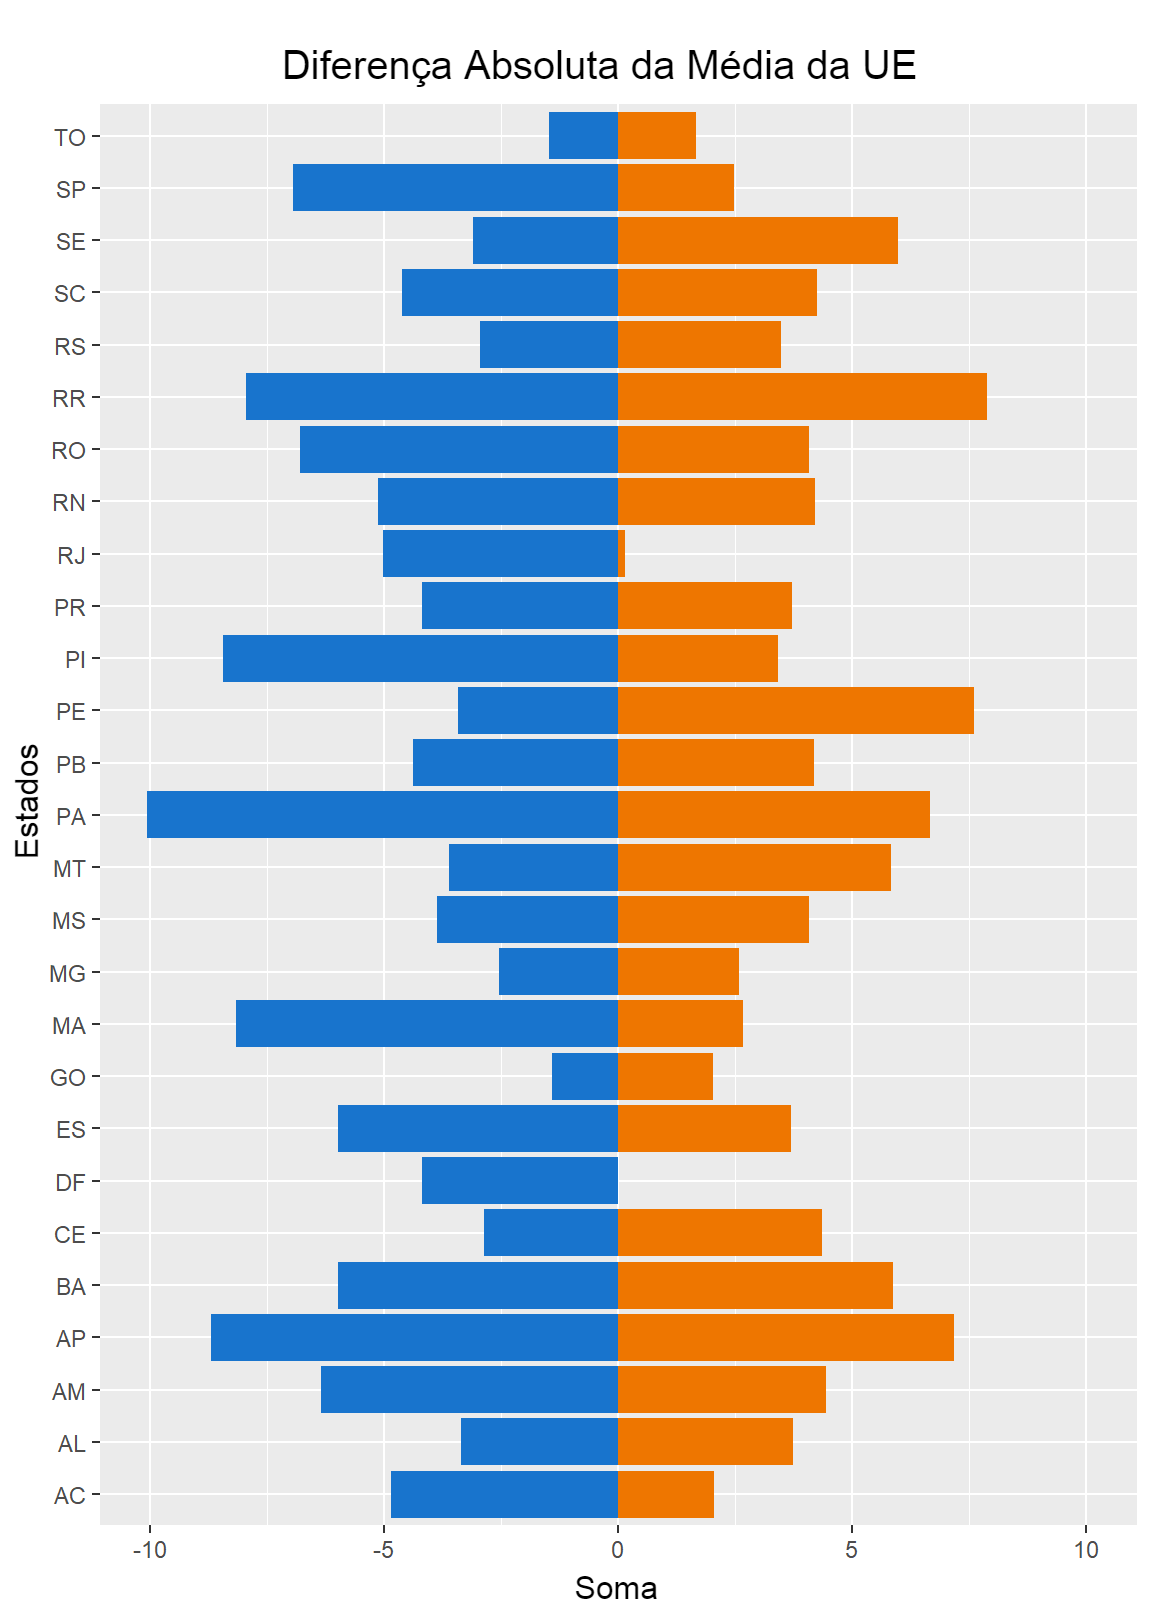 Diferença Absoluta da Média da UE
TO
SP
SE
SC
RS
RR
RO
RN
RJ
PR
PI
PE
PB
PA
MT
MS
MG
MA
GO
ES
DF
CE
BA
AP
AM
AL
AC
Estados
-10 -5 0 5 10
Soma